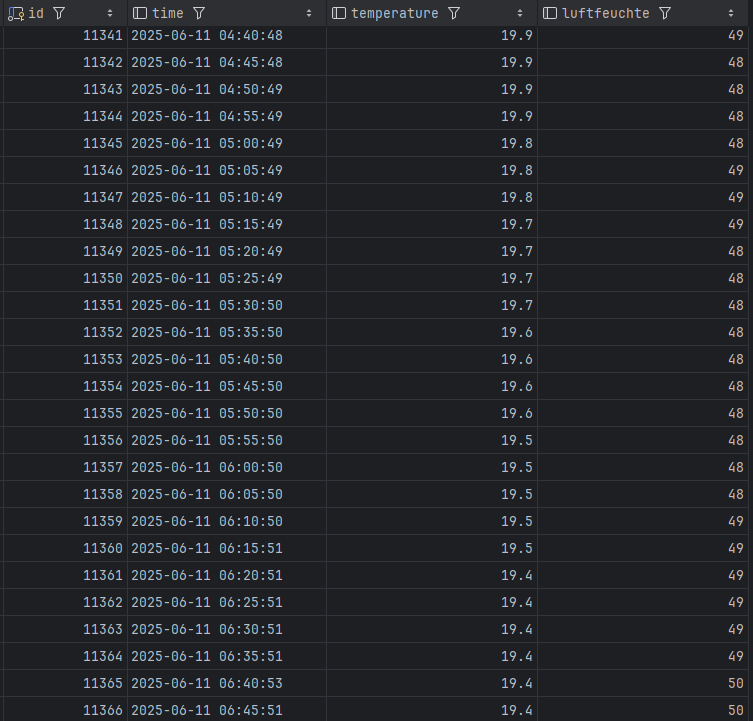 id time temperature luftfeuchte
11341 2025-06-11 04:40:48 19.9 49
11342 2025-06-11 04:45:48 19.9 48
11343 2025-06-11 04:50:49 19.9 48
11344 2025-06-11 04:55:49 19.9 48
11345 2025-06-11 05:00:49 19.8 48
11346 2025-06-11 05:05:49 19.8 49
11347 2025-06-11 05:10:49 19.8 49
11348 2025-06-11 05:15:49 19.7 49
11349 2025-06-11 05:20:49 19.7 48
11350 2025-06-11 05:25:49 19.7 48
11351 2025-06-11 05:30:50 19.7 48
11352 2025-06-11 05:35:50 19.6 48
11353 2025-06-11 05:40:50 19.6 48
11354 2025-06-11 05:45:50 19.6 48
11355 2025-06-11 05:50:50 19.6 48
11356 2025-06-11 05:55:50 19.5 48
11357 2025-06-11 06:00:50 19.5 48
11358 2025-06-11 06:05:50 19.5 48
11359 2025-06-11 06:10:50 19.5 49
11360 2025-06-11 06:15:51 19.5 49
11361 2025-06-11 06:20:51 19.4 49
11362 2025-06-11 06:25:51 19.4 49
11363 2025-06-11 06:30:51 19.4 49
11364 2025-06-11 06:35:51 19.4 49
11365 2025-06-11 06:40:53 19.4 50
11366 2025-06-11 06:45:51 19.4 50